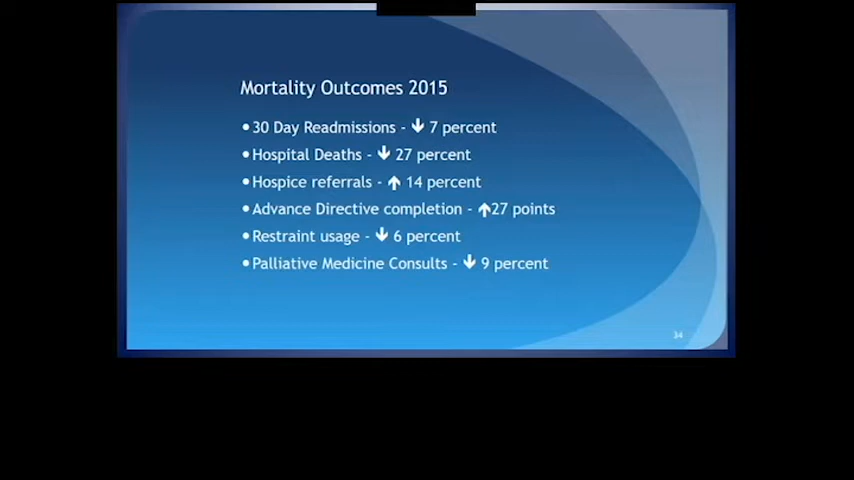 Mortality Outcomes 2015
•30 Day Readmissions - ↓ 7 percent
•Hospital Deaths - ↓ 27 percent
•Hospice referrals - ↑ 14 percent
•Advance Directive completion - ↑27 points
•Restraint usage - ↓ 6 percent
•Palliative Medicine Consults - ↓ 9 percent
34